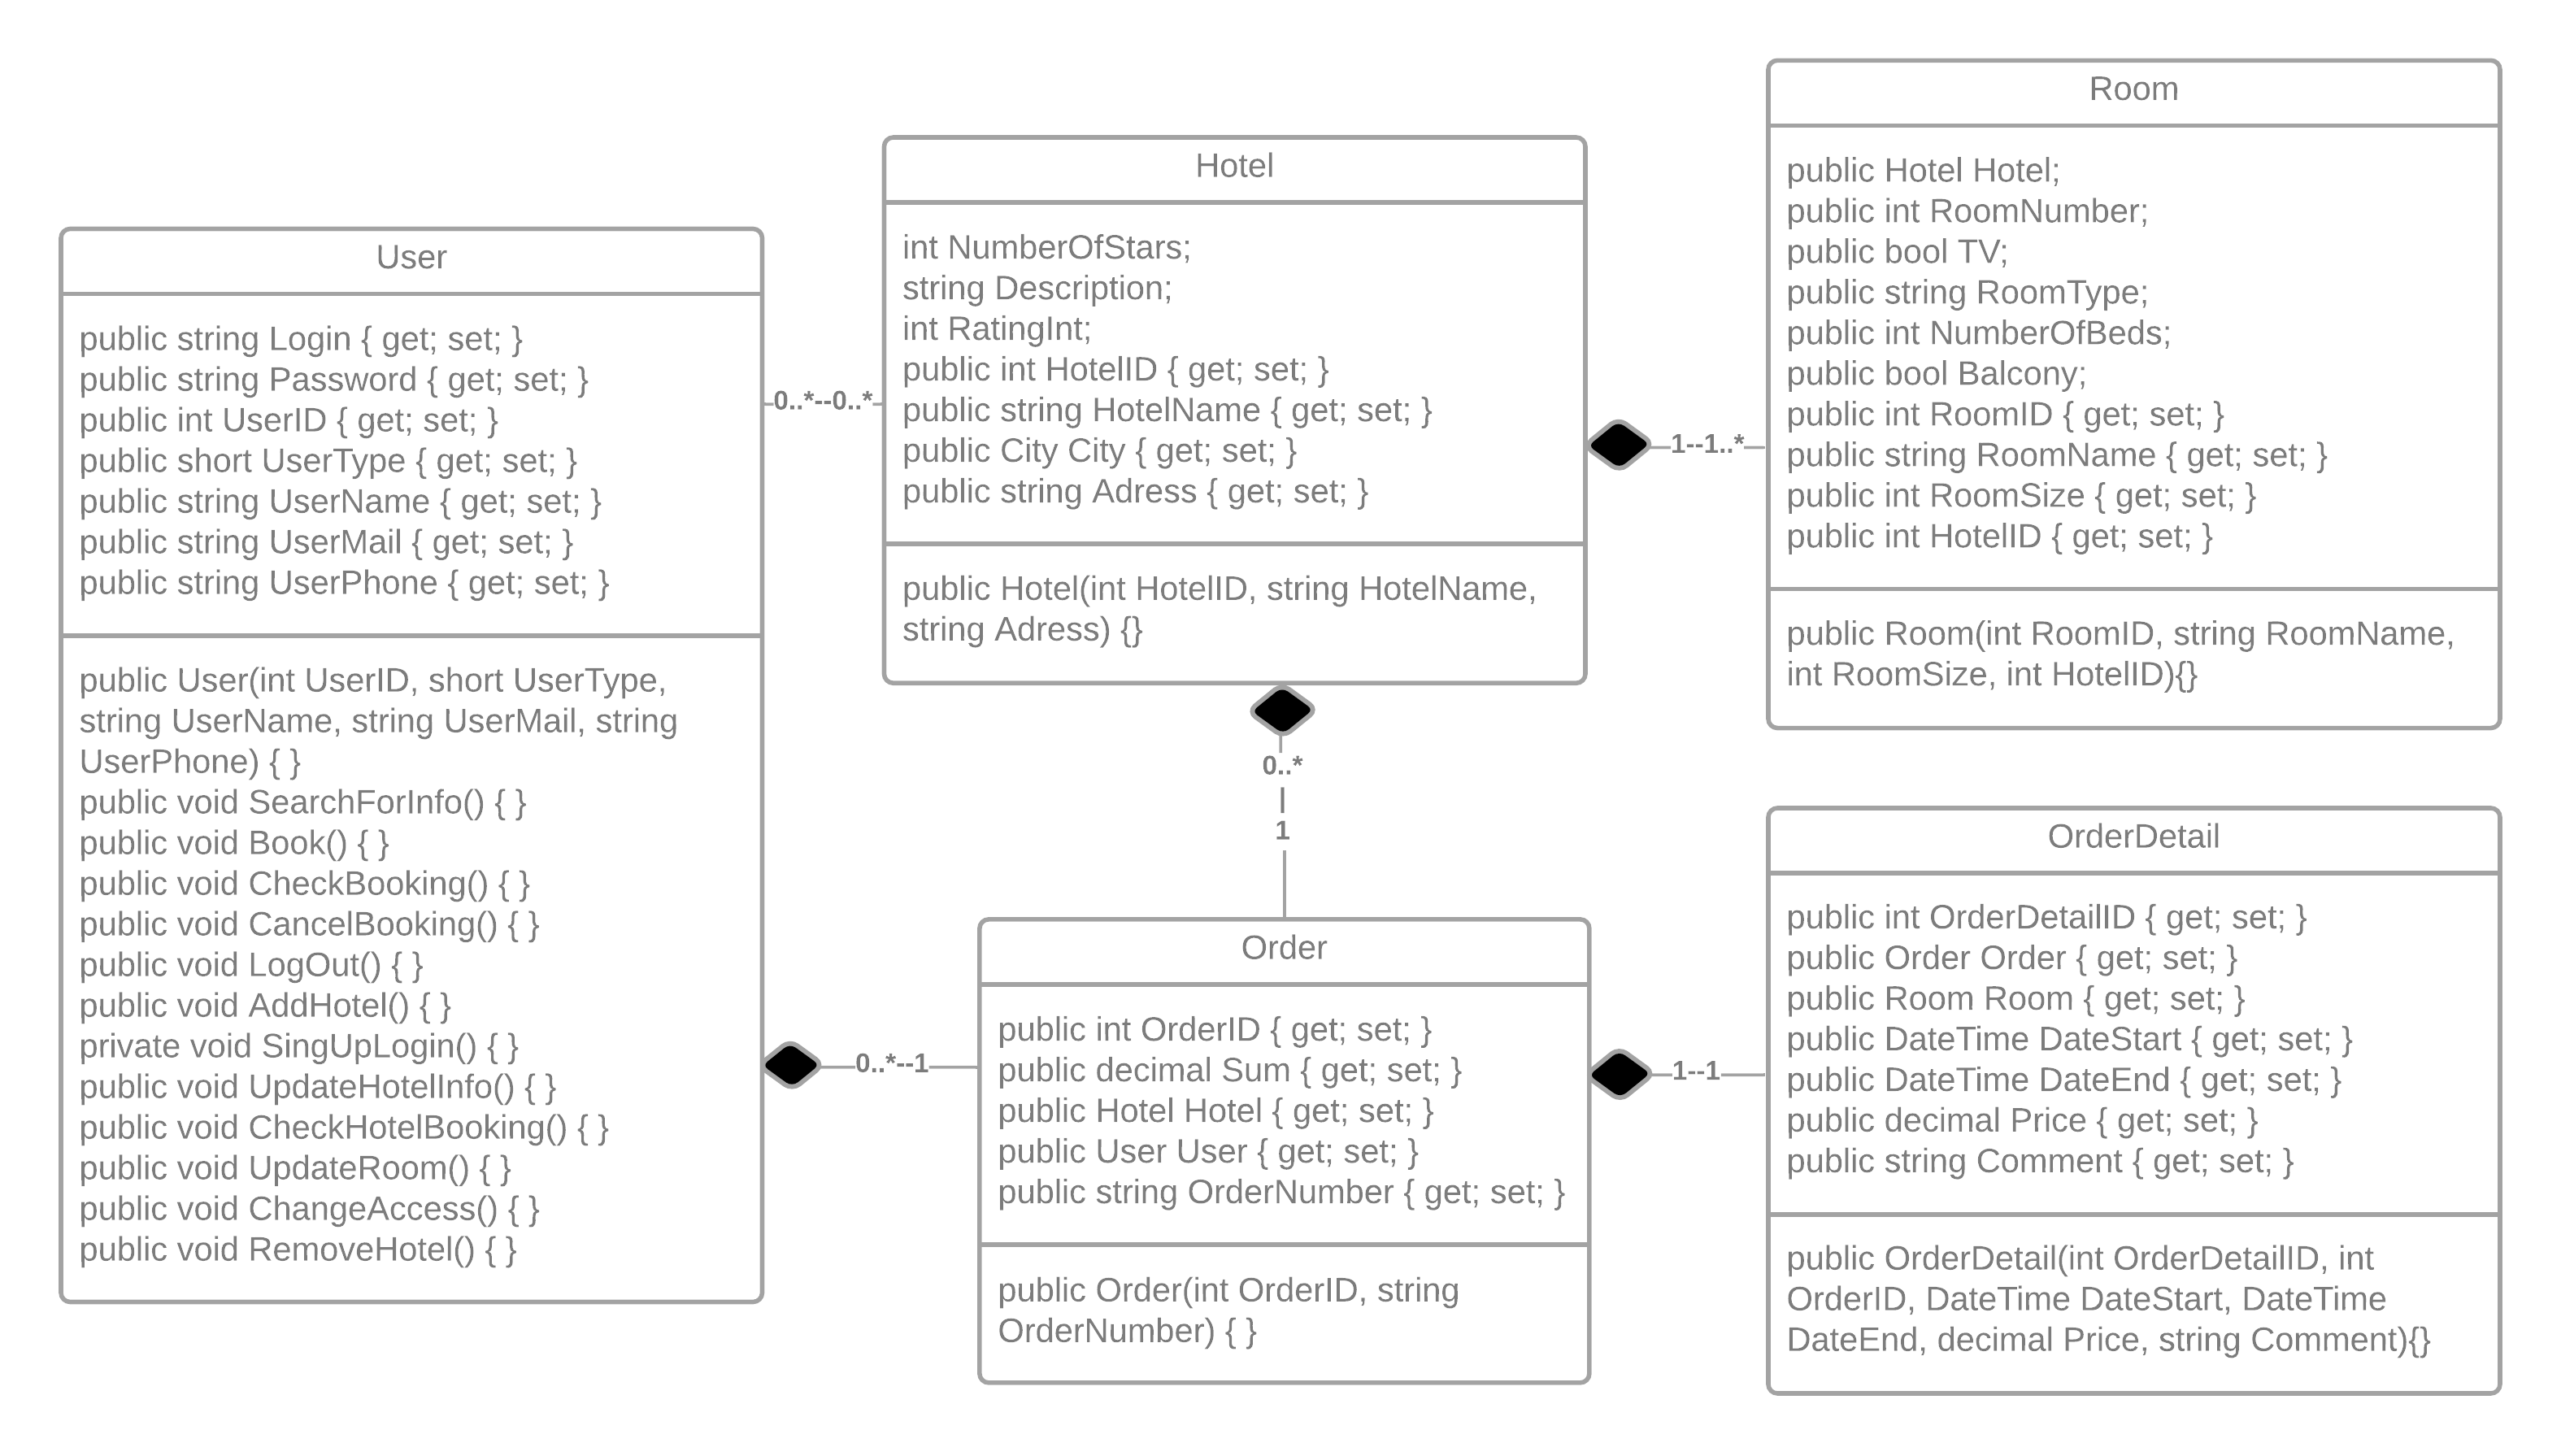 User
public string Login { get; set; }
public string Password { get; set; }
public int UserID { get; set; }
public short UserType { get; set; }
public string UserName { get; set; }
public string UserMail { get; set; }
public string UserPhone { get; set; }
public User(int UserID, short UserType,
string UserName, string UserMail, string
UserPhone) { }
public void SearchForInfo() { }
public void Book() { }
public void CheckBooking() { }
public void CancelBooking() { }
public void LogOut() { }
public void AddHotel() { }
private void SingUpLogin() { }
public void UpdateHotelInfo() { }
public void CheckHotelBooking() { }
public void UpdateRoom() { }
public void ChangeAccess() { }
public void RemoveHotel() { }
0..*--0..*
Hotel
int NumberOfStars;
string Description;
int RatingInt;
public int HotelID { get; set; }
public string HotelName { get; set; }
public City City { get; set; }
public string Adress { get; set; }
public Hotel(int HotelID, string HotelName,
string Adress) {}
1--1..*
Room
public Hotel Hotel;
public int RoomNumber;
public bool TV;
public string RoomType;
public int NumberOfBeds;
public bool Balcony;
public int RoomID { get; set; }
public string RoomName { get; set; }
public int RoomSize { get; set; }
public int HotelID { get; set; }
public Room(int RoomID, string RoomName,
int RoomSize, int HotelID){}
0..*
|
1
0..*--1
Order
public int OrderID { get; set; }
public decimal Sum { get; set; }
public Hotel Hotel { get; set; }
public User User { get; set; }
public string OrderNumber { get; set; }
public Order(int OrderID, string
OrderNumber) { }
1--1
OrderDetail
public int OrderDetailID { get; set; }
public Order Order { get; set; }
public Room Room { get; set; }
public DateTime DateStart { get; set; }
public DateTime DateEnd { get; set; }
public decimal Price { get; set; }
public string Comment { get; set; }
public OrderDetail(int OrderDetailID, int
OrderID, DateTime DateStart, DateTime
DateEnd, decimal Price, string Comment){}